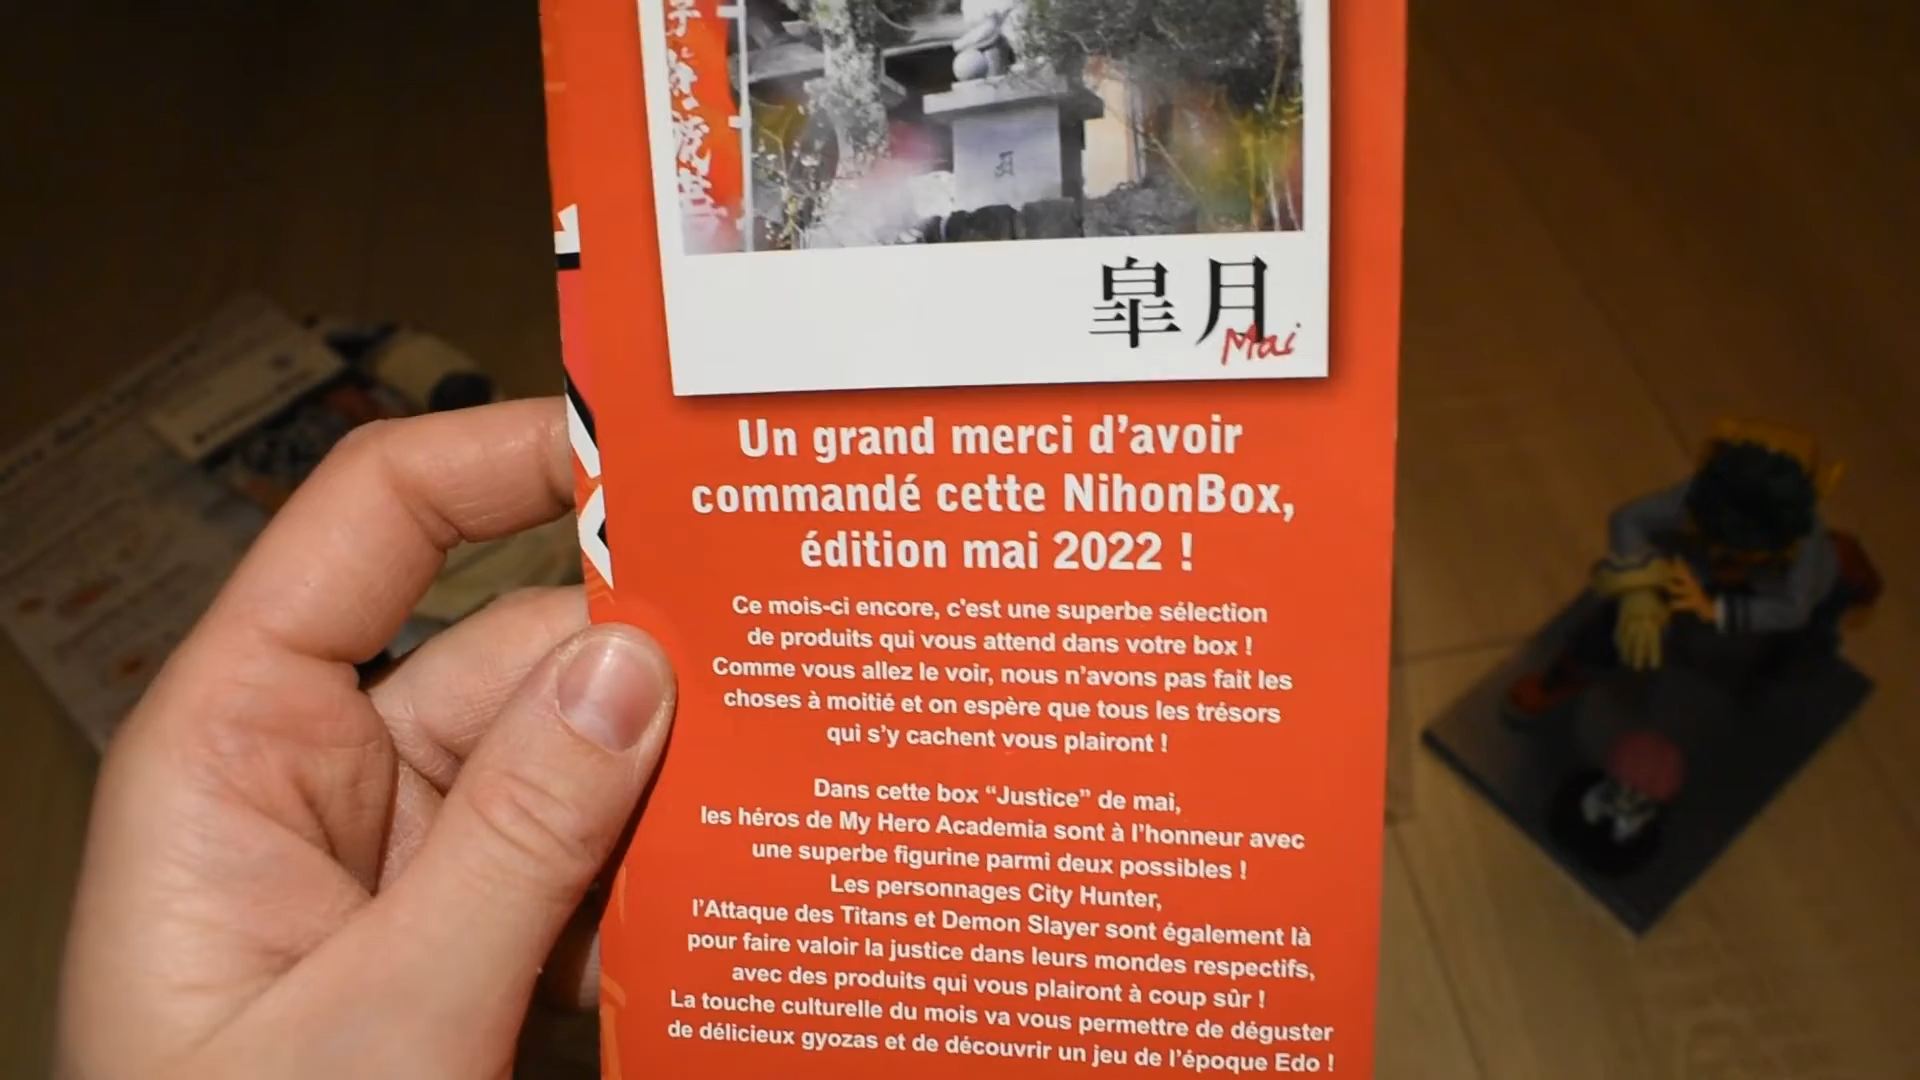 皐月
Mai
Un grand merci d’avoir
commandé cette NihonBox,
édition mai 2022 !
Ce mois-ci encore, c'est une superbe sélection
de produits qui vous attend dans votre box !
Comme vous allez le voir, nous n’avons pas fait les
choses à moitié et on espère que tous les trésors
qui s’y cachent vous plairont !
Dans cette box “Justice” de mai,
les héros de My Hero Academia sont à l’honneur avec
une superbe figurine parmi deux possibles !
Les personnages City Hunter,
l’Attaque des Titans et Demon Slayer sont également là
pour faire valoir la justice dans leurs mondes respectifs,
avec des produits qui vous plairont à coup sûr !
La touche culturelle du mois va vous permettre de déguster
de délicieux gyozas et de découvrir un jeu de l’époque Edo !